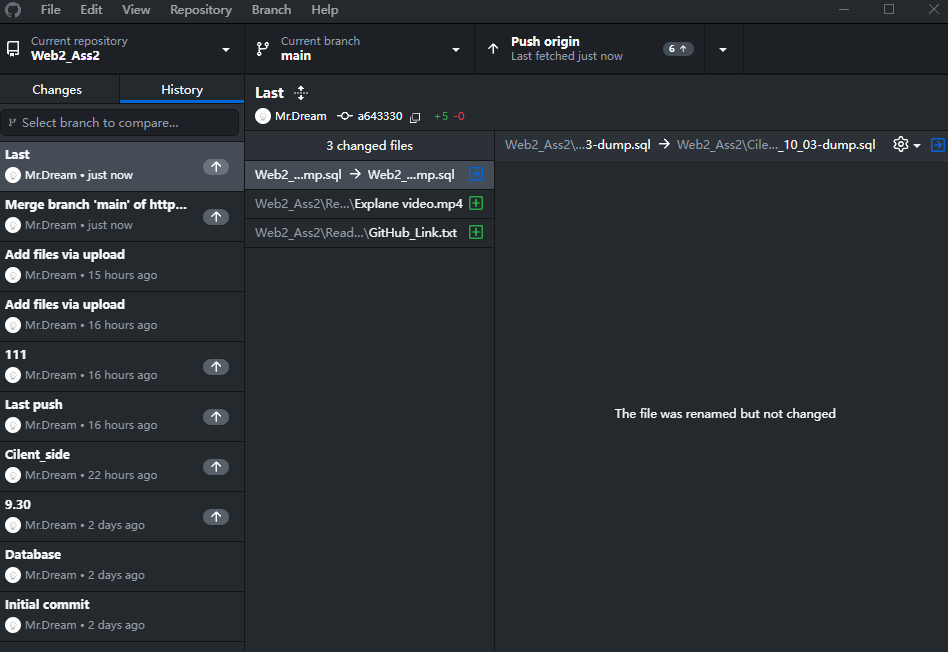 File Edit View Repository Branch Help
Current repository
Web2_Ass2
Current branch
main
Push origin
Last fetched just now
6
Changes
History
Select branch to compare...
Last
Mr.Dream • just now
Merge branch 'main' of http...
Mr.Dream • just now
Add files via upload
Mr.Dream • 15 hours ago
Add files via upload
Mr.Dream • 16 hours ago
111
Mr.Dream • 16 hours ago
Last push
Mr.Dream • 16 hours ago
Cilent_side
Mr.Dream • 22 hours ago
9.30
Mr.Dream • 2 days ago
Database
Mr.Dream • 2 days ago
Initial commit
Mr.Dream • 2 days ago
Last
Mr.Dream a643330 +5 -0
3 changed files
Web2_...mp.sql → Web2_...mp.sql
Web2_Ass2\Re...\Explane video.mp4
Web2_Ass2\Read...\GitHub_Link.txt
Web2_Ass2\...3-dump.sql → Web2_Ass2\Cile..._10_03-dump.sql
The file was renamed but not changed